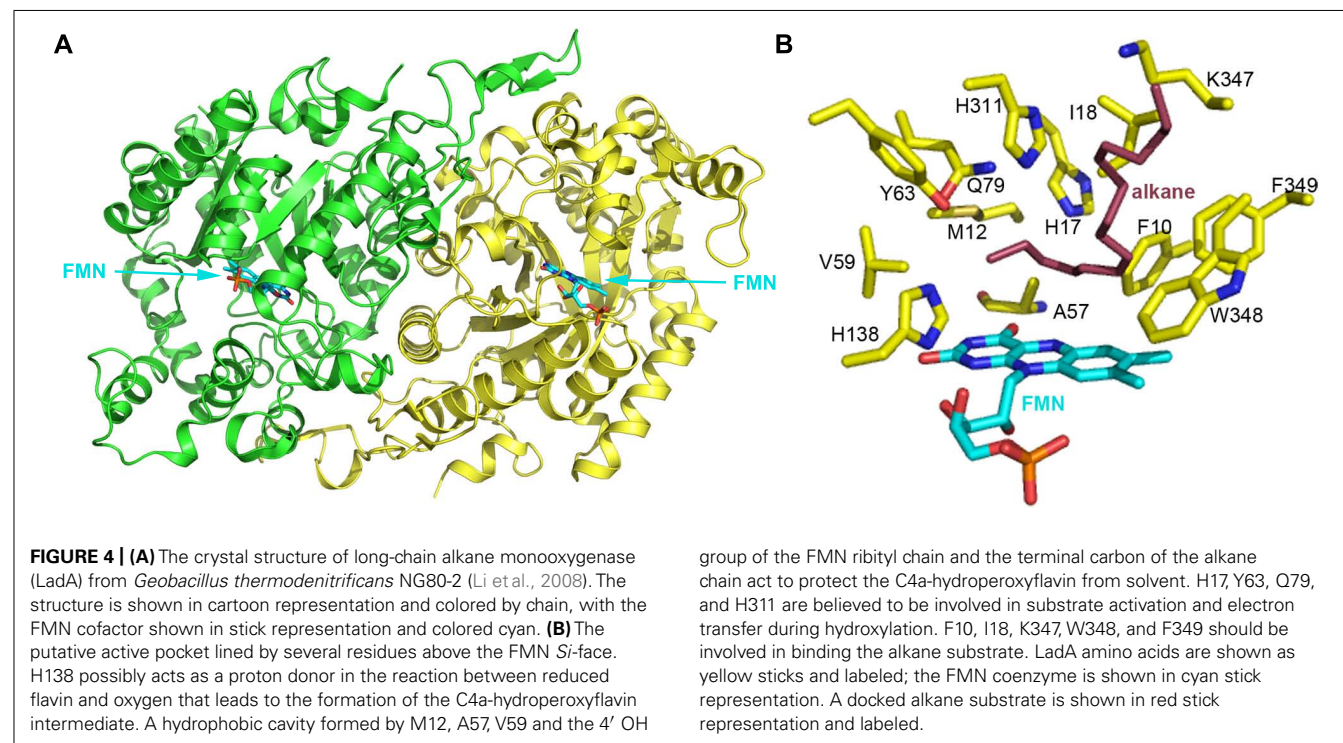 A
B
FMN
FMN
H311
I18
K347
Y63
Q79
alkane
F349
M12
H17
F10
V59
A57
W348
H138
FMN
FIGURE 4 | (A) The crystal structure of long-chain alkane monooxygenase
(LadA) from Geobacillus thermodenitrificans NG80-2 (Li et al., 2008). The
structure is shown in cartoon representation and colored by chain, with the
FMN cofactor shown in stick representation and colored cyan. (B) The
putative active pocket lined by several residues above the FMN Si-face.
H138 possibly acts as a proton donor in the reaction between reduced
flavin and oxygen that leads to the formation of the C4a-hydroperoxyflavin
intermediate. A hydrophobic cavity formed by M12, A57, V59 and the 4′ OH
group of the FMN ribityl chain and the terminal carbon of the alkane
chain act to protect the C4a-hydroperoxyflavin from solvent. H17, Y63, Q79,
and H311 are believed to be involved in substrate activation and electron
transfer during hydroxylation. F10, I18, K347, W348, and F349 should be
involved in binding the alkane substrate. LadA amino acids are shown as
yellow sticks and labeled; the FMN coenzyme is shown in cyan stick
representation. A docked alkane substrate is shown in red stick
representation and labeled.